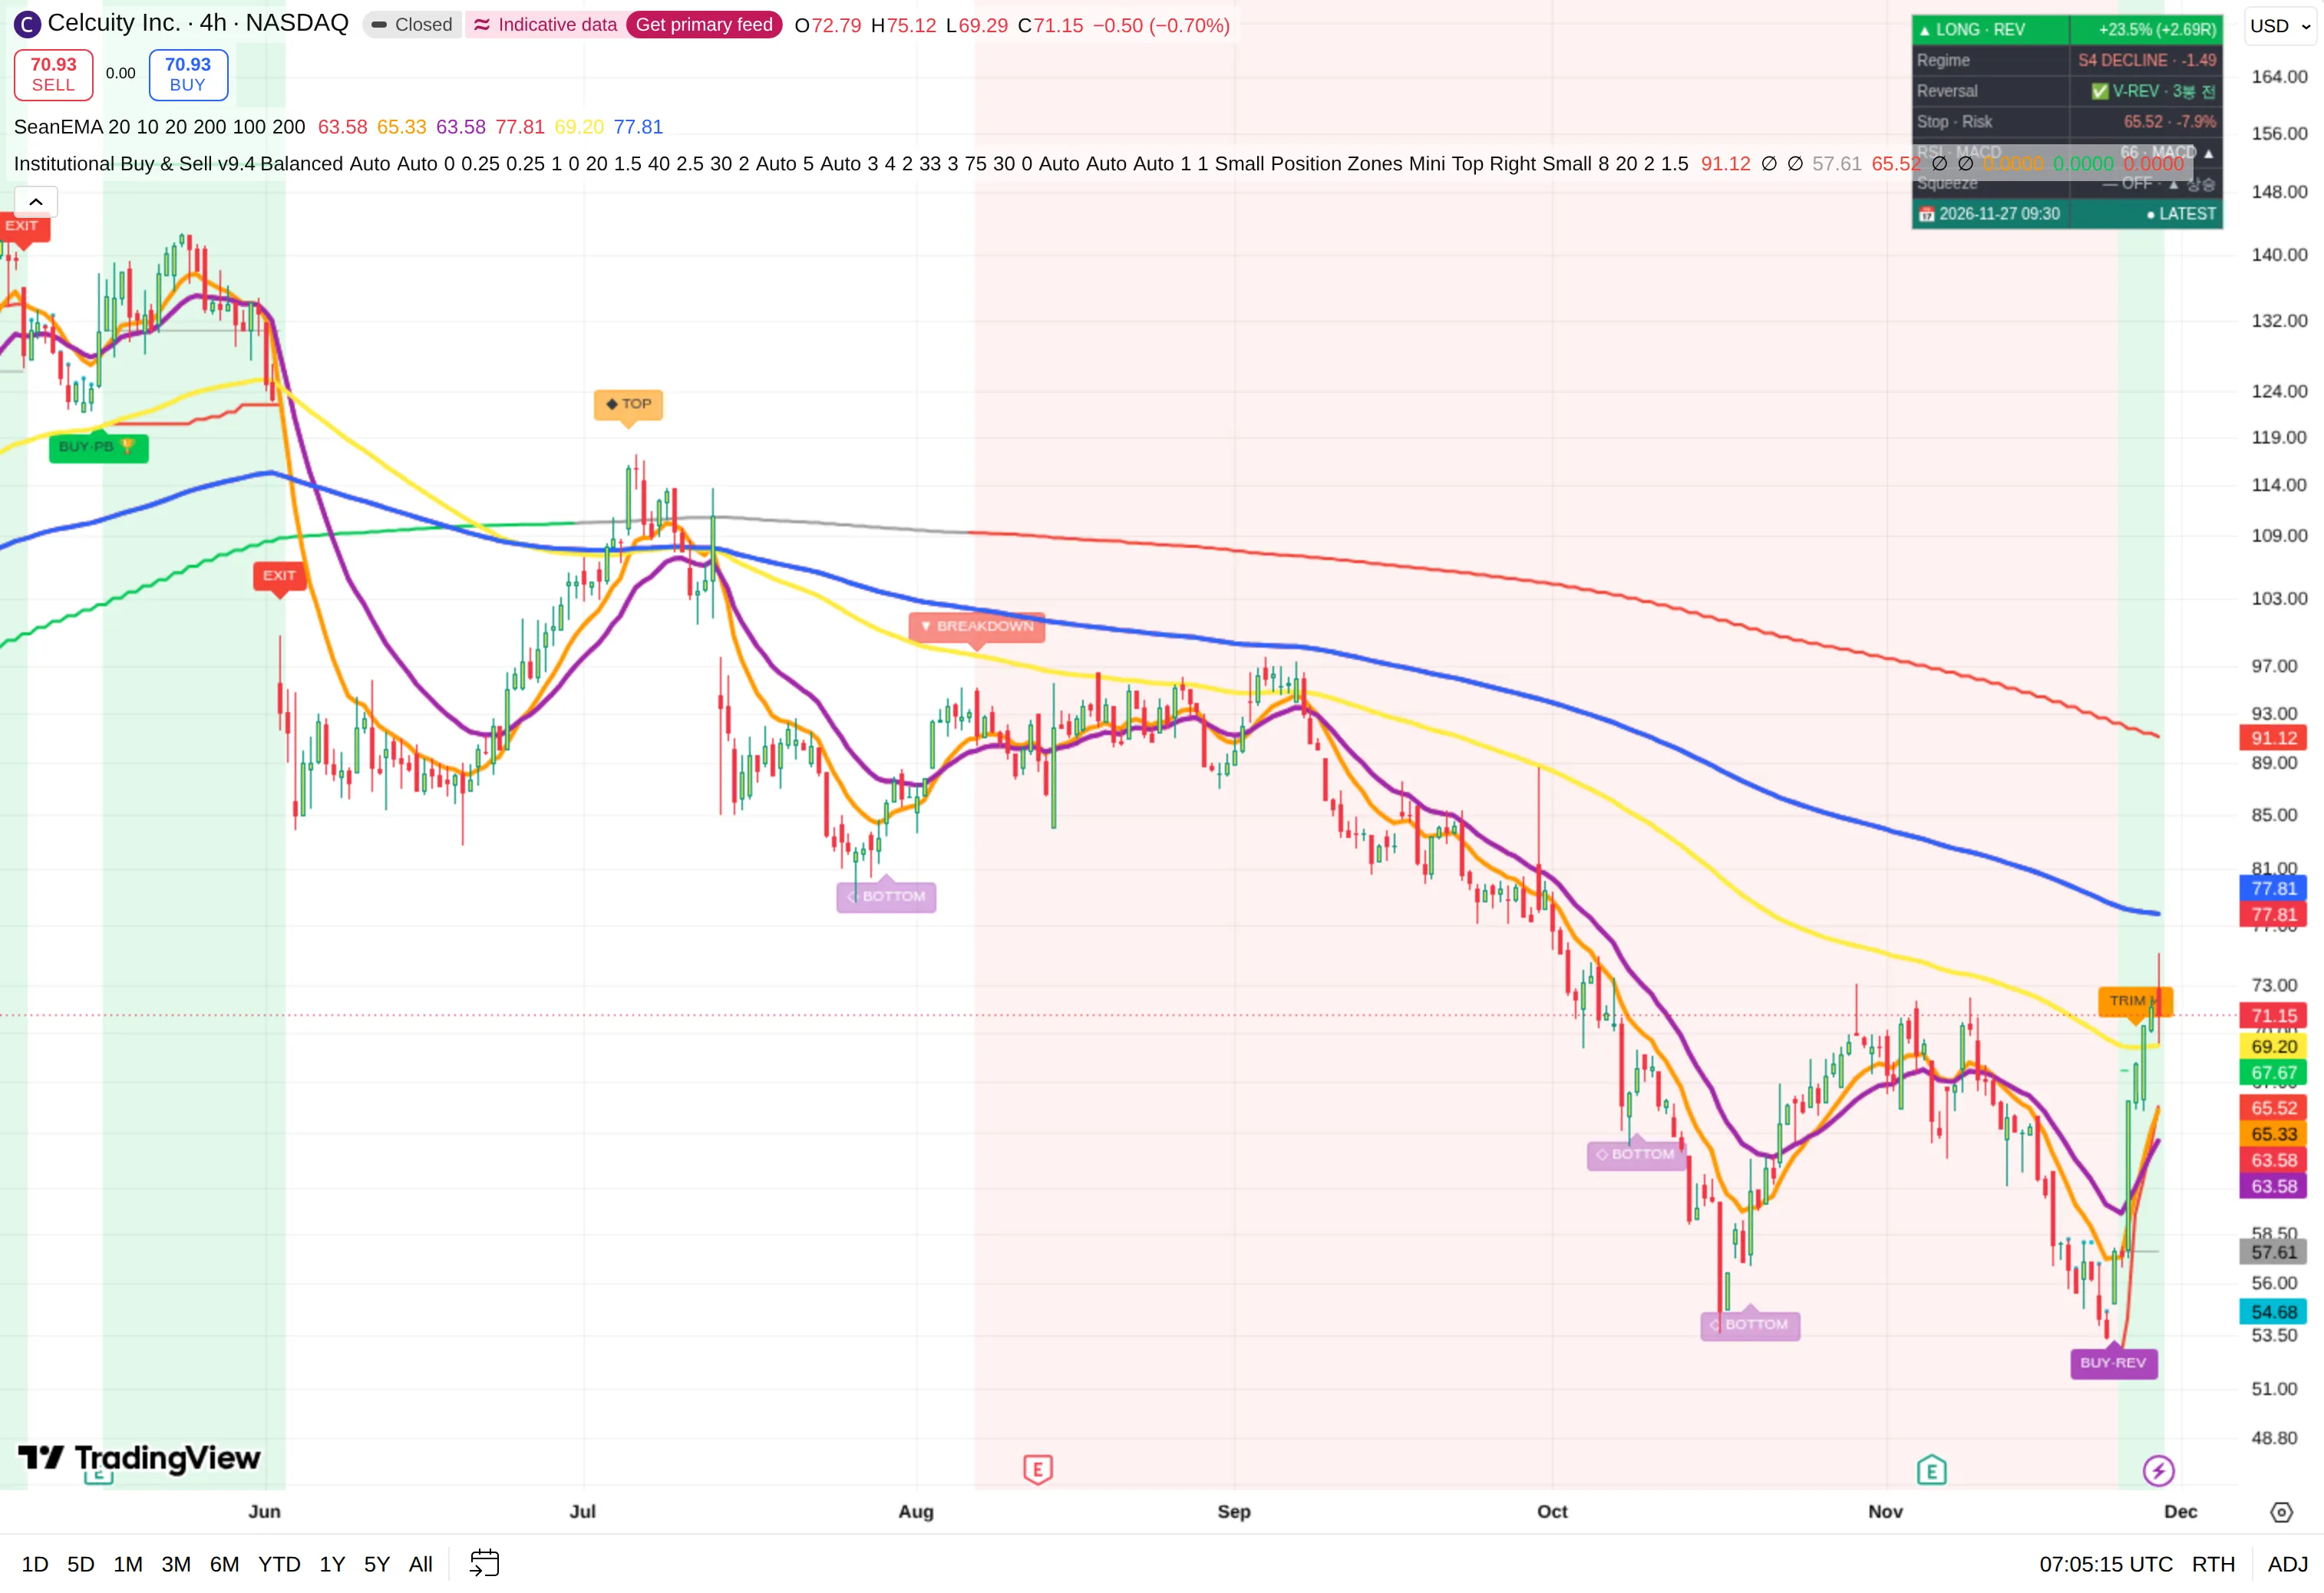 Celcuity Inc. · 4h · NASDAQ Closed Indicative data Get primary feed O72.79 H75.12 L69.29 C71.15 −0.50 (−0.70%)
70.93 SELL 0.00 70.93 BUY
SeanEMA 20 10 20 200 100 200 63.58 65.33 63.58 77.81 69.20 77.81
Institutional Buy & Sell v9.4 Balanced Auto Auto 0 0.25 0.25 1 0 20 1.5 40 2.5 30 2 Auto 5 Auto 3 4 2 33 3 75 30 0 Auto Auto Auto 1 1 Small Position Zones Mini Top Right Small 8 20 2 1.5 91.12 ∅ ∅ 57.61 65.52 ∅ ∅ 0.0000 0.0000 0.0000
▲ LONG · REV +23.5% (+2.69R)
Regime S4 DECLINE · -1.49
Reversal ✅ V-REV · 3봉 전
Stop · Risk 65.52 · -7.9%
RSI · MACD 66 · MACD ▲
Squeeze — OFF · ▲ 상승
📅 2026-11-27 09:30 ● LATEST
USD
EXIT
BUY·PB 🏆
EXIT
◆ TOP
▼ BREAKDOWN
◇ BOTTOM
◇ BOTTOM
◇ BOTTOM
TRIM
BUY·REV
164.00
156.00
148.00
140.00
132.00
124.00
119.00
114.00
109.00
103.00
97.00
93.00
91.12
89.00
85.00
81.00
77.81
77.81
73.00
71.15
69.20
67.67
65.52
65.33
63.58
63.58
58.50
57.61
56.00
54.68
53.50
51.00
48.80
TradingView
E
E
E
Jun Jul Aug Sep Oct Nov Dec
1D 5D 1M 3M 6M YTD 1Y 5Y All 07:05:15 UTC RTH ADJ